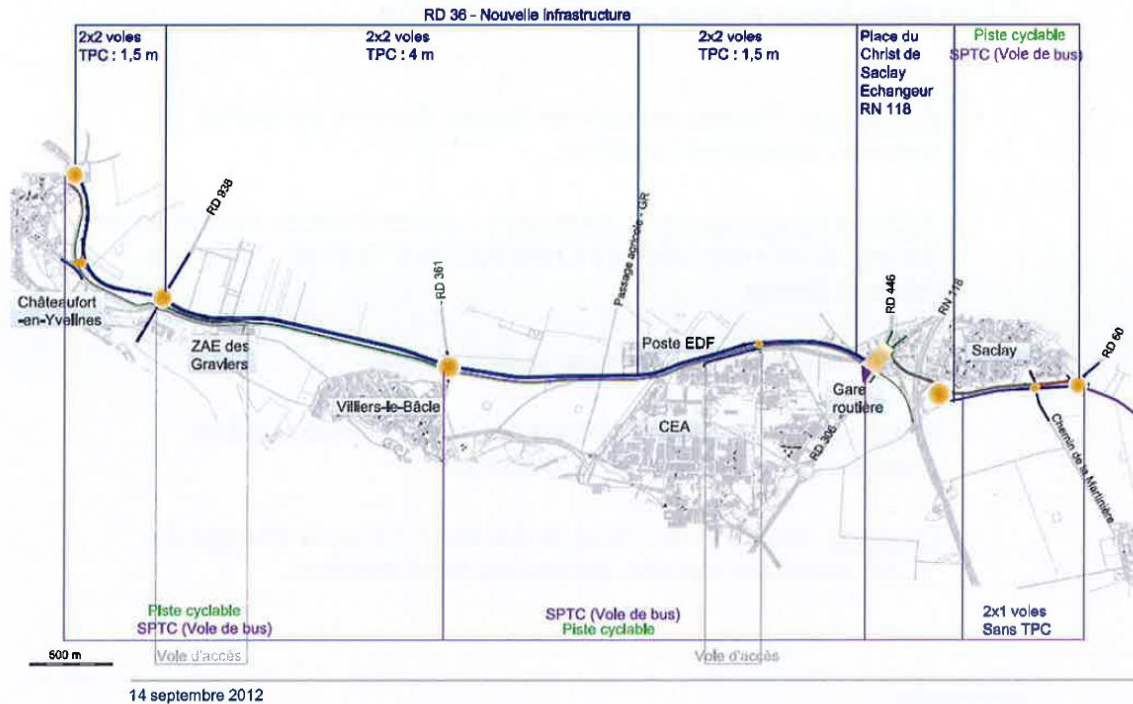 RD 36 - Nouvelle Infrastructure
2x2 voles
TPC : 1,5 m
2x2 voles
TPC : 4 m
2x2 voles
TPC : 1,5 m
Place du
Christ de
Saclay
Echangeur
RN 118
Piste cyclable
SPTC (Voie de bus)
RD 938
RD 361
Passage agricole - GR
RD 446
RN 118
RD 60
Châteaufort
-en-Yvelines
ZAE des
Graviers
Villiers-le-Bâcle
Poste EDF
CEA
Gare
routière
RD 306
Saclay
Chemin de la Martinière
Piste cyclable
SPTC (Voie de bus)
SPTC (Voie de bus)
Piste cyclable
2x1 voies
Sans TPC
500 m
Voie d'accès
Voie d'accès
14 septembre 2012